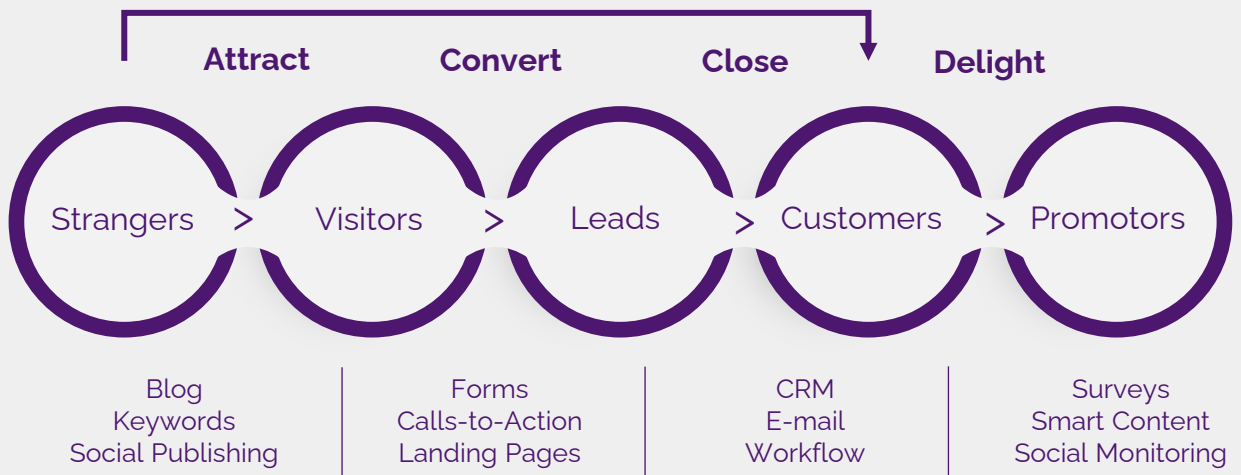 Attract
Convert
Close
Delight
Strangers > Visitors > Leads > Customers > Promotors
Blog
Keywords
Social Publishing
Forms
Calls-to-Action
Landing Pages
CRM
E-mail
Workflow
Surveys
Smart Content
Social Monitoring